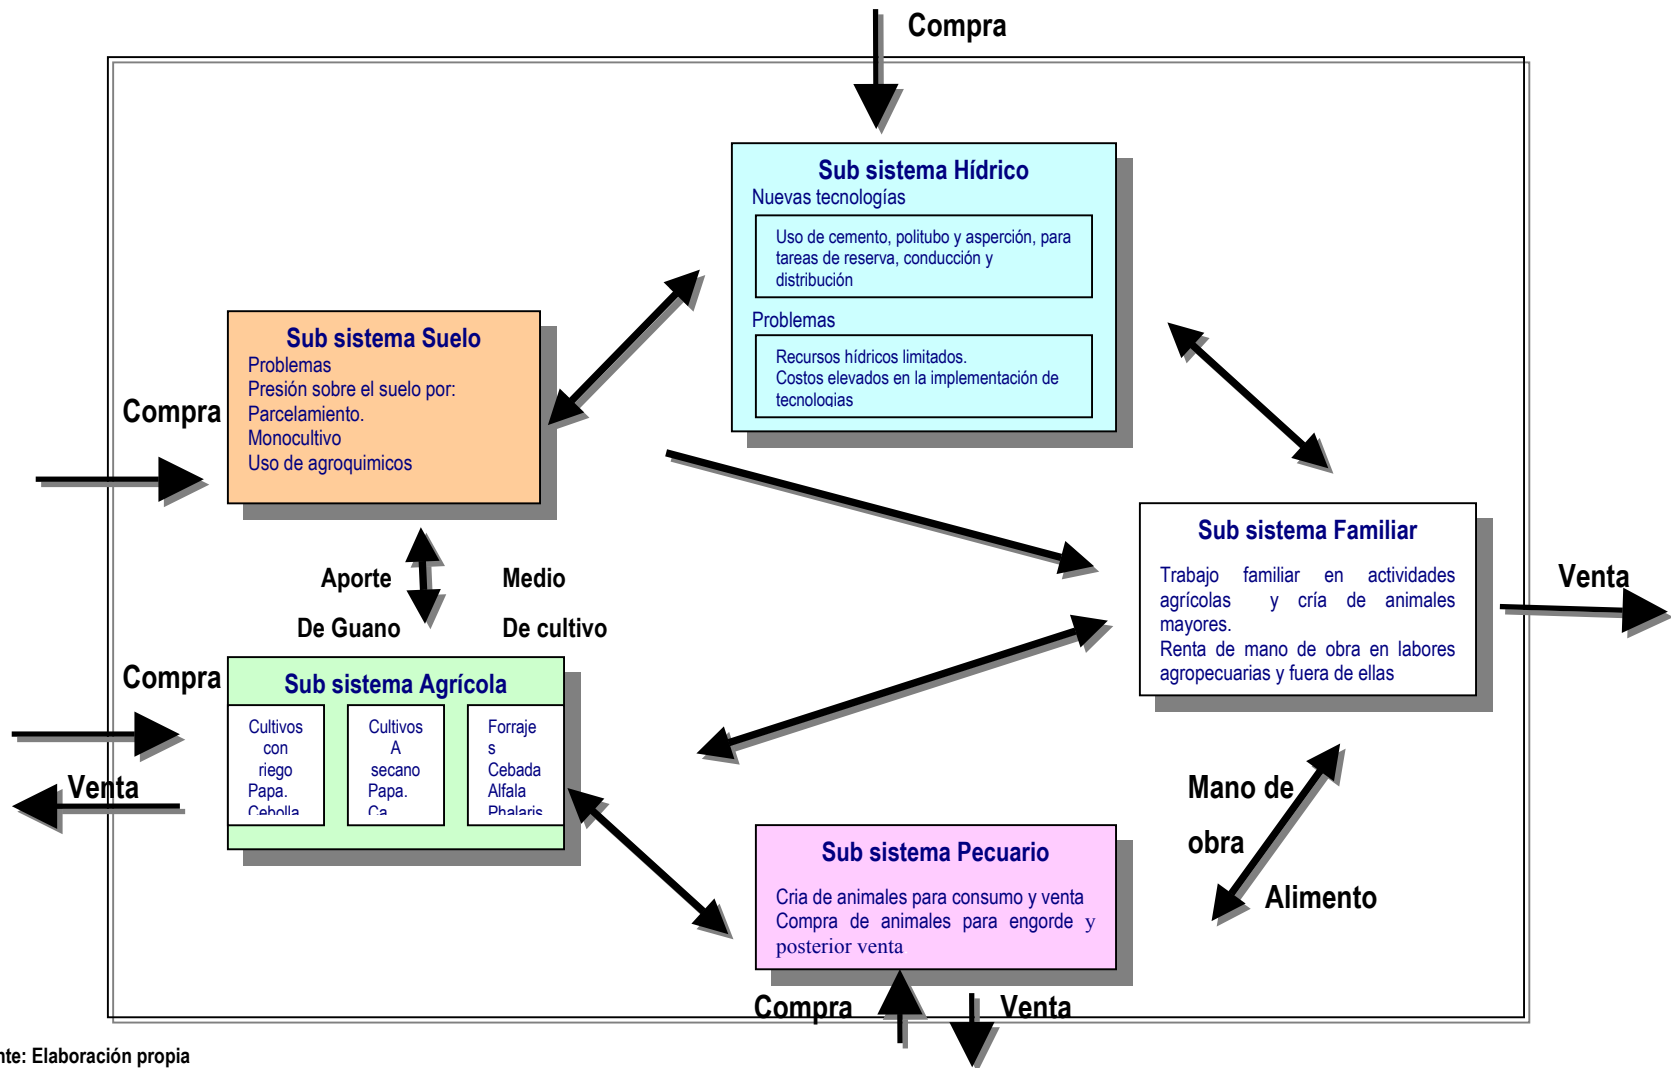 Compra
Sub sistema Hídrico
Nuevas tecnologías
Uso de cemento, politubo y asperción, para
tareas de reserva, conducción y
distribución
Problemas
Recursos hídricos limitados.
Costos elevados en la implementación de
tecnologias
Sub sistema Suelo
Problemas
Presión sobre el suelo por:
Parcelamiento.
Monocultivo
Uso de agroquimicos
Compra
Sub sistema Familiar
Trabajo familiar en actividades
agrícolas y cría de animales
mayores.
Renta de mano de obra en labores
agropecuarias y fuera de ellas
Venta
Aporte
De Guano
Medio
De cultivo
Compra
Venta
Sub sistema Agrícola
Cultivos
con
riego
Papa.
Cebolla
Cultivos
A
secano
Papa.
Ca
Forraje
s
Cebada
Alfala
Phalaris
Mano de
obra
Alimento
Sub sistema Pecuario
Cria de animales para consumo y venta
Compra de animales para engorde y
posterior venta
Compra
Venta
nte: Elaboración propia